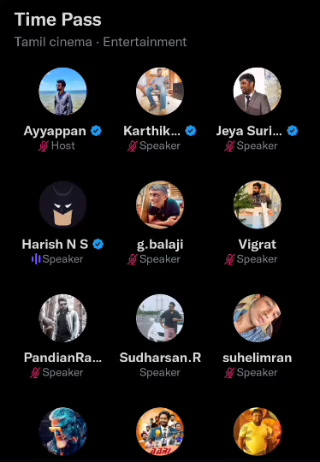 Time Pass
Tamil cinema · Entertainment
Ayyappan Karthik... Jeya Suri...
Host Speaker Speaker
Harish N S g.balaji Vigrat
Speaker Speaker Speaker
PandianRa... Sudharsan.R suhelimran
Speaker Speaker Speaker